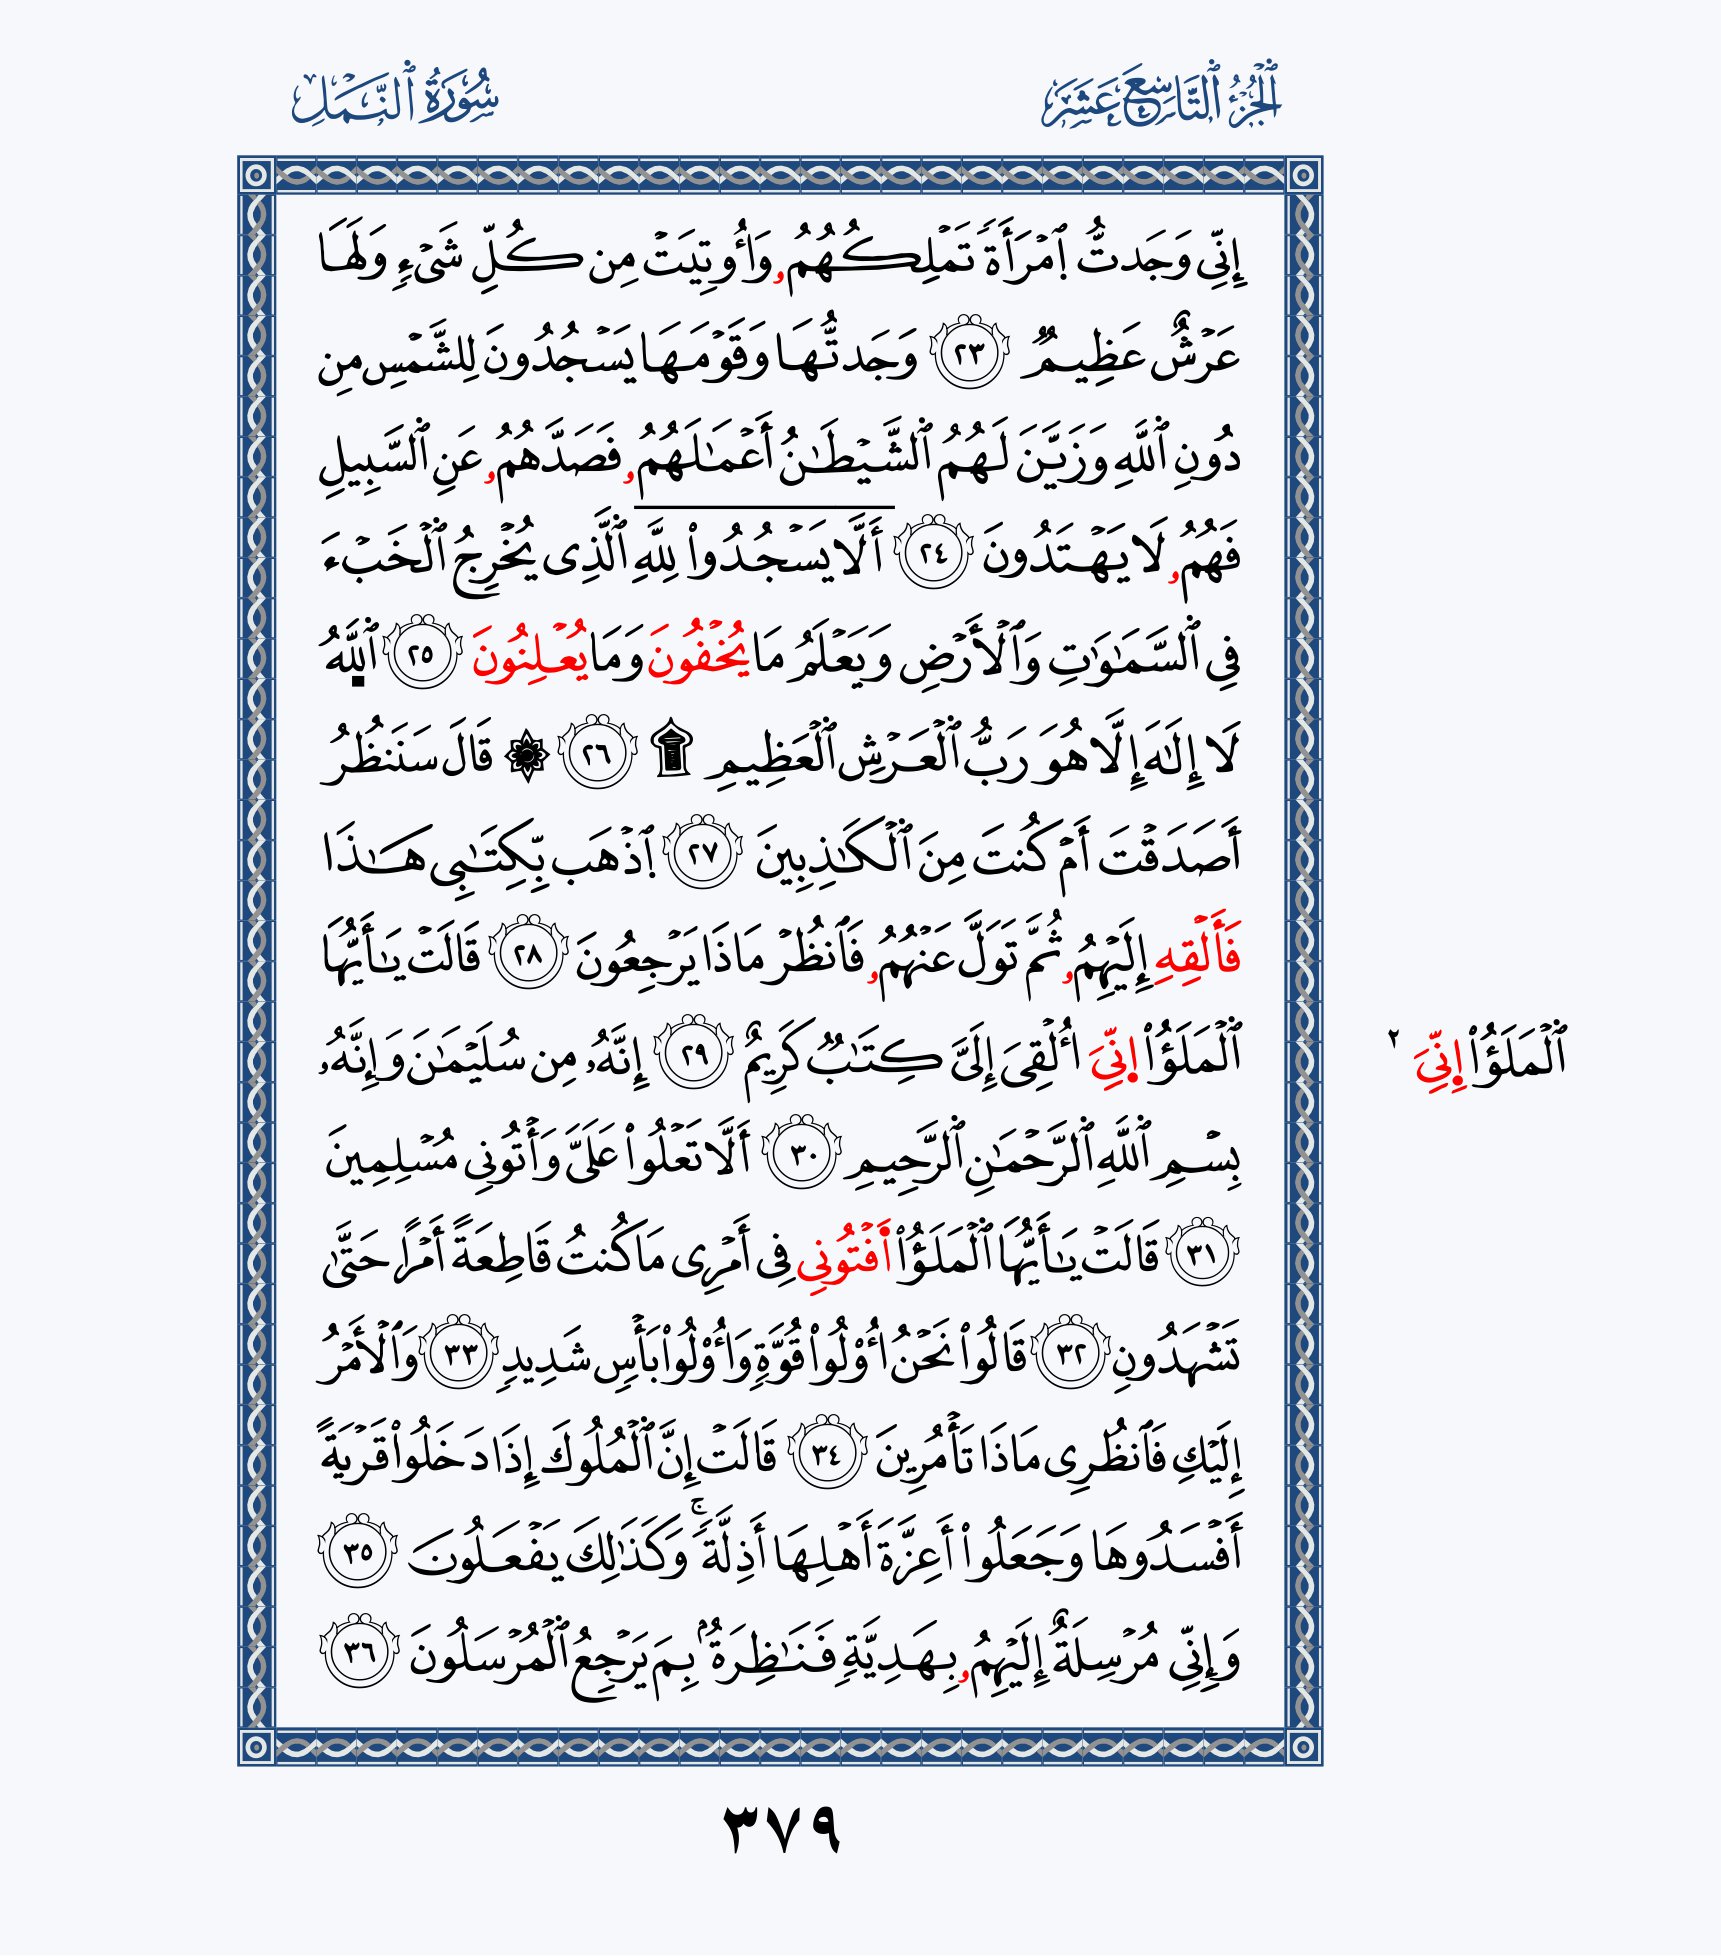 ٱلْجُزْءُ ٱلتَّاسِعَ عَشَرَ
سُورَةُ ٱلنَّمْلِ
إِنِّي وَجَدتُّ ٱمْرَأَةٗ تَمْلِكُهُمُۥ وَأُوتِيَتْ مِن كُلِّ شَيْءٖ وَلَهَا
عَرْشٌ عَظِيمٞ ٢٣ وَجَدتُّهَا وَقَوْمَهَا يَسْجُدُونَ لِلشَّمْسِ مِن
دُونِ ٱللَّهِ وَزَيَّنَ لَهُمُ ٱلشَّيْطَٰنُ أَعْمَٰلَهُمُۥ فَصَدَّهُمُۥ عَنِ ٱلسَّبِيلِ
فَهُمُۥ لَا يَهْتَدُونَ ٢٤ أَلَّا يَسْجُدُواْ لِلَّهِ ٱلَّذِي يُخْرِجُ ٱلْخَبْءَ
فِي ٱلسَّمَٰوَٰتِ وَٱلْأَرْضِ وَيَعْلَمُ مَا يُخْفُونَ وَمَا يُعْلِنُونَ ٢٥ ٱللَّهُ
لَا إِلَٰهَ إِلَّا هُوَ رَبُّ ٱلْعَرْشِ ٱلْعَظِيمِ ۩ ٢٦ ۞ قَالَ سَنَنظُرُ
أَصَدَقْتَ أَمْ كُنتَ مِنَ ٱلْكَٰذِبِينَ ٢٧ ٱذْهَب بِّكِتَٰبِي هَٰذَا
فَأَلْقِهِ إِلَيْهِمُۥ ثُمَّ تَوَلَّ عَنْهُمُۥ فَٱنظُرْ مَاذَا يَرْجِعُونَ ٢٨ قَالَتْ يَٰأَيُّهَا
ٱلْمَلَؤُاْ اِ۬نِّيَ أُلْقِيَ إِلَيَّ كِتَٰبٞ كَرِيمٌ ٢٩ إِنَّهُۥ مِن سُلَيْمَٰنَ وَإِنَّهُۥ
بِسْمِ ٱللَّهِ ٱلرَّحْمَٰنِ ٱلرَّحِيمِ ٣٠ أَلَّا تَعْلُواْ عَلَيَّ وَأْتُونِي مُسْلِمِينَ
٣١ قَالَتْ يَٰأَيُّهَا ٱلْمَلَؤُاْ اَ۬فْتُونِي فِي أَمْرِي مَا كُنتُ قَاطِعَةً أَمْرًا حَتَّىٰ
تَشْهَدُونِ ٣٢ قَالُواْ نَحْنُ أُوْلُواْ قُوَّةٖ وَأُوْلُواْ بَأْسٖ شَدِيدٖ ٣٣ وَٱلْأَمْرُ
إِلَيْكِ فَٱنظُرِي مَاذَا تَأْمُرِينَ ٣٤ قَالَتْ إِنَّ ٱلْمُلُوكَ إِذَا دَخَلُواْ قَرْيَةً
أَفْسَدُوهَا وَجَعَلُواْ أَعِزَّةَ أَهْلِهَا أَذِلَّةٗۚ وَكَذَٰلِكَ يَفْعَلُونَ ٣٥
وَإِنِّي مُرْسِلَةٌ إِلَيْهِمُۥ بِهَدِيَّةٖ فَنَاظِرَةُۢ بِمَ يَرْجِعُ ٱلْمُرْسَلُونَ ٣٦
ٱلْمَلَؤُاْ إِنِّيَ ٢
٣٧٩